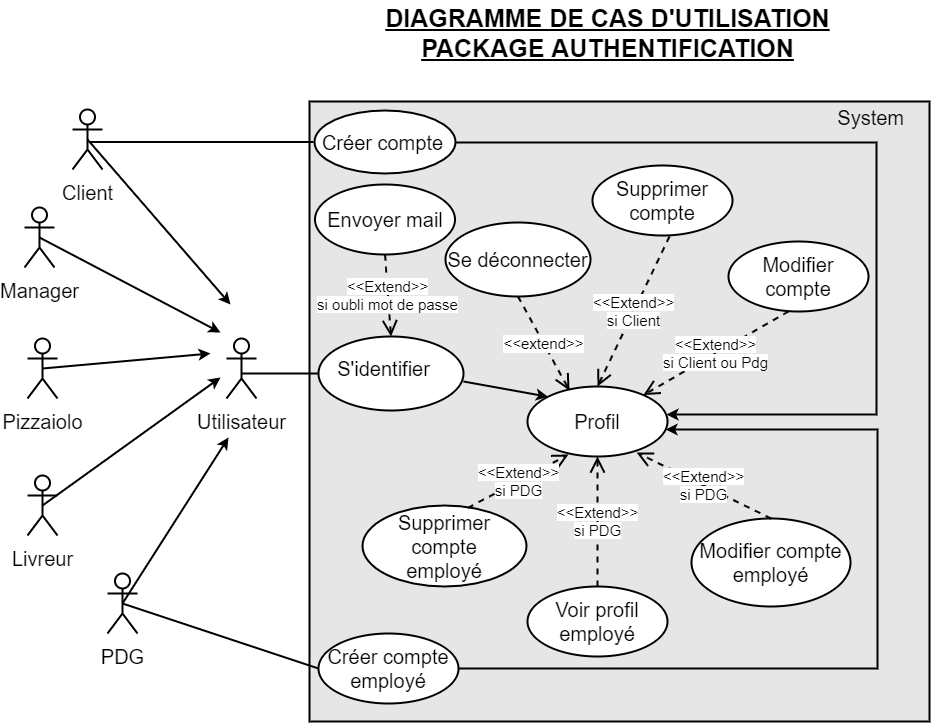 DIAGRAMME DE CAS D'UTILISATION
PACKAGE AUTHENTIFICATION
System
Client
Créer compte
Supprimer
compte
Envoyer mail
Se déconnecter
Modifier
compte
Manager
<<Extend>>
si oubli mot de passe
<<Extend>>
si Client
<<extend>>
<<Extend>>
si Client ou Pdg
S'identifier
Pizzaiolo
Utilisateur
Profil
<<Extend>>
si PDG
<<Extend>>
si PDG
<<Extend>>
si PDG
Livreur
Supprimer
compte
employé
Modifier compte
employé
Voir profil
employé
PDG
Créer compte
employé